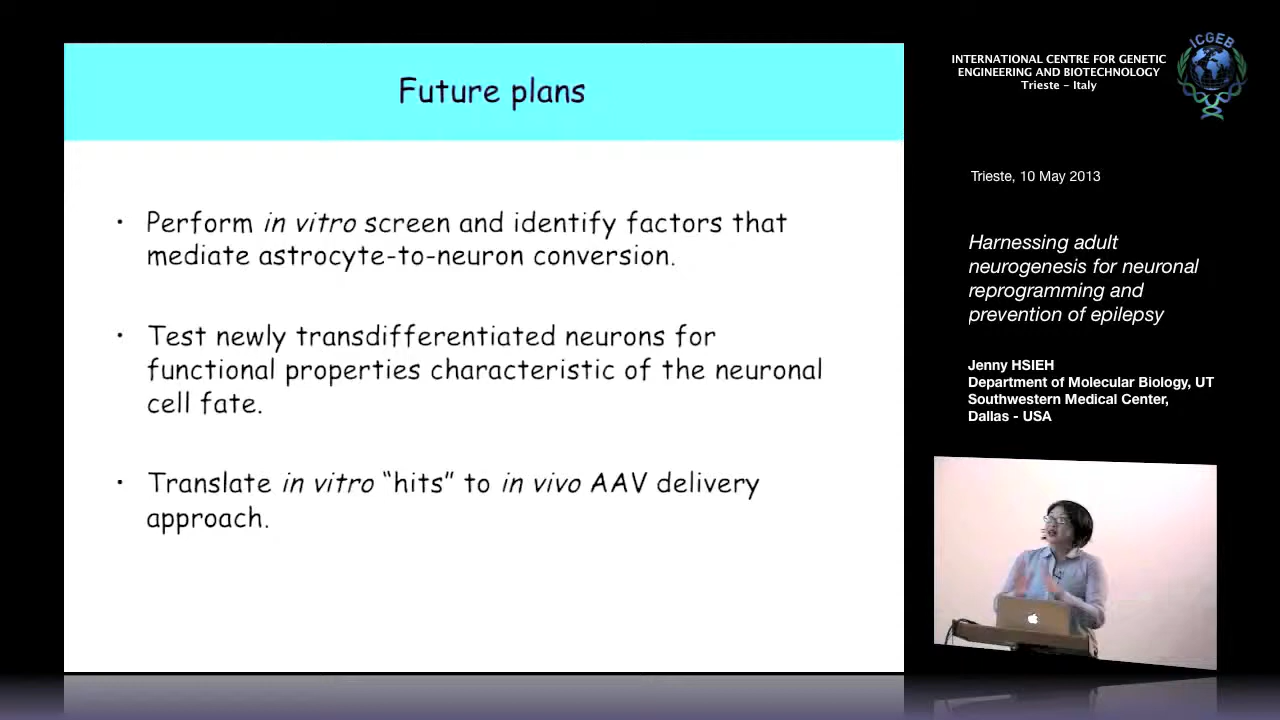 Future plans
• Perform in vitro screen and identify factors that
mediate astrocyte-to-neuron conversion.
• Test newly transdifferentiated neurons for
functional properties characteristic of the neuronal
cell fate.
• Translate in vitro “hits” to in vivo AAV delivery
approach.
INTERNATIONAL CENTRE FOR GENETIC
ENGINEERING AND BIOTECHNOLOGY
Trieste - Italy
ICGEB
Trieste, 10 May 2013
Harnessing adult
neurogenesis for neuronal
reprogramming and
prevention of epilepsy
Jenny HSIEH
Department of Molecular Biology, UT
Southwestern Medical Center,
Dallas - USA